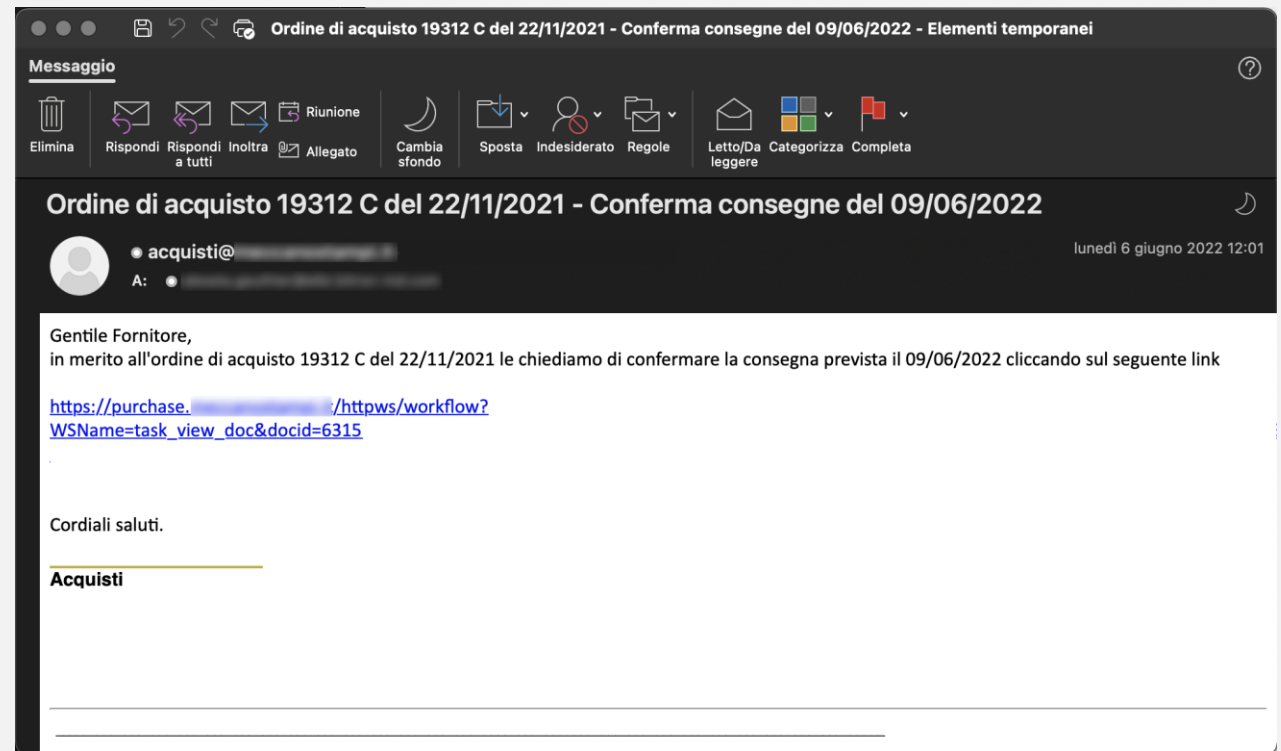 Ordine di acquisto 19312 C del 22/11/2021 - Conferma consegne del 09/06/2022 - Elementi temporanei
Messaggio
Elimina
Rispondi
Rispondi a tutti
Inoltra
Riunione
Allegato
Cambia sfondo
Sposta
Indesiderato
Regole
Letto/Da leggere
Categorizza
Completa
Ordine di acquisto 19312 C del 22/11/2021 - Conferma consegne del 09/06/2022
acquisti@
lunedì 6 giugno 2022 12:01
A:
Gentile Fornitore,
in merito all'ordine di acquisto 19312 C del 22/11/2021 le chiediamo di confermare la consegna prevista il 09/06/2022 cliccando sul seguente link
https://purchase. /httpws/workflow?
WSName=task_view_doc&docid=6315
Cordiali saluti.
Acquisti